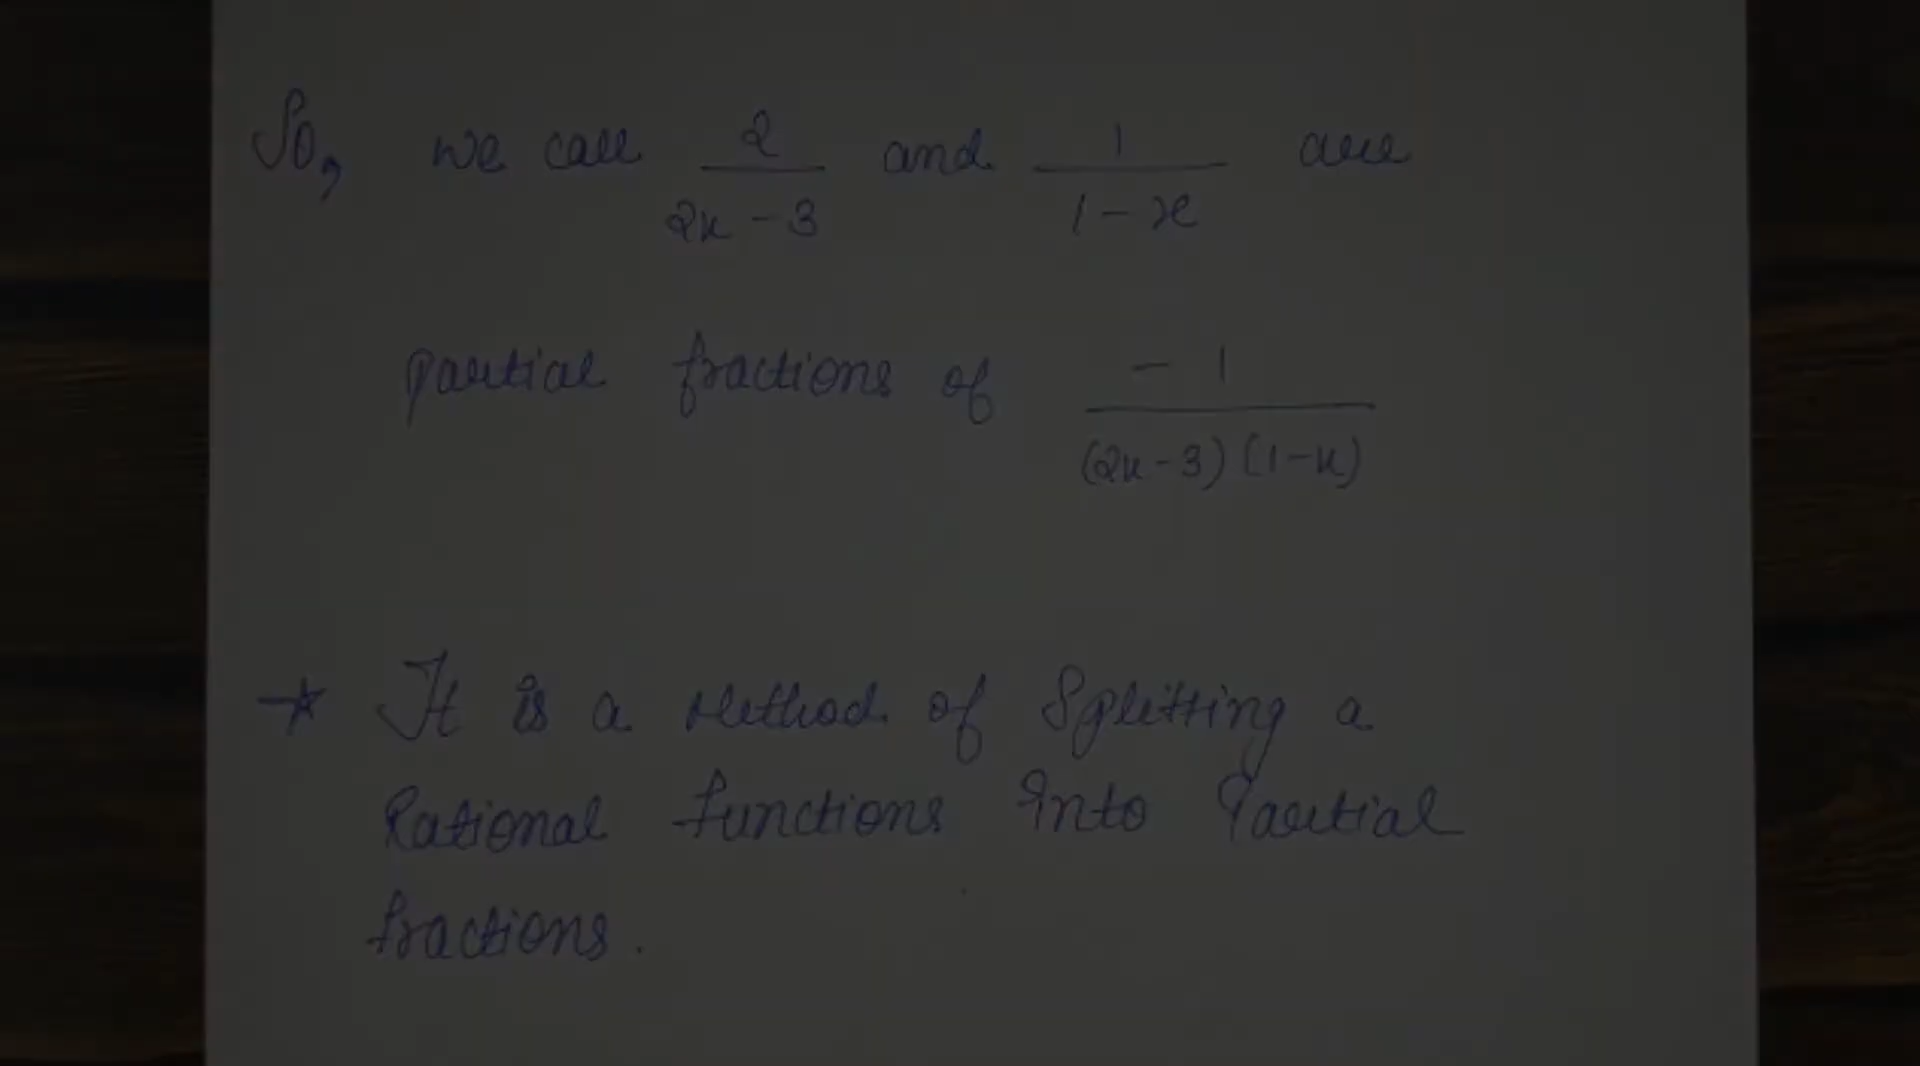 So, we call 2/(2x-3) and 1/(1-x) are
partial fractions of -1/((2x-3)(1-x))
★ It is a Method of Splitting a
Rational functions into Partial
fractions.